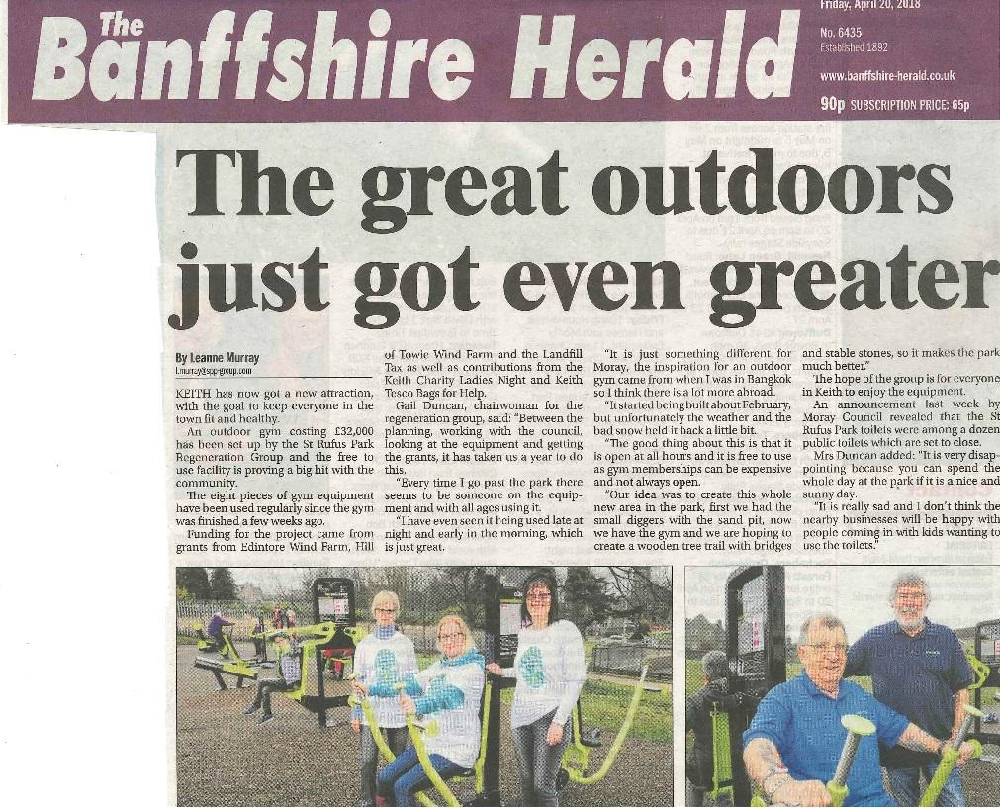 The
Banffshire Herald
Friday, April 20, 2018
No. 6435
Established 1892
www.banffshire-herald.co.uk
90p SUBSCRIPTION PRICE: 65p
The great outdoors
just got even greater
By Leanne Murray
l.murray@spp-group.com
KEITH has now got a new attraction,
with the goal to keep everyone in the
town fit and healthy.
An outdoor gym costing £32,000
has been set up by the St Rufus Park
Regeneration Group and the free to
use facility is proving a big hit with the
community.
The eight pieces of gym equipment
have been used regularly since the gym
was finished a few weeks ago.
Funding for the project came from
grants from Edintore Wind Farm, Hill
of Towie Wind Farm and the Landfill
Tax as well as contributions from the
Keith Charity Ladies Night and Keith
Tesco Bags for Help.
Gail Duncan, chairwoman for the
regeneration group, said: "Between the
planning, working with the council,
looking at the equipment and getting
the grants, it has taken us a year to do
this.
"Every time I go past the park there
seems to be someone on the equip-
ment and with all ages using it.
"I have even seen it being used late at
night and early in the morning, which
is just great.
"It is just something different for
Moray, the inspiration for an outdoor
gym came from when I was in Bangkok
so I think there is a lot more abroad.
"It started being built about February,
but unfortunately the weather and the
bad snow held it back a little bit.
"The good thing about this is that it
is open at all hours and it is free to use
as gym memberships can be expensive
and not always open.
"Our idea was to create this whole
new area in the park, first we had the
small diggers with the sand pit, now
we have the gym and we are hoping to
create a wooden tree trail with bridges
and stable stones, so it makes the park
much better."
The hope of the group is for everyone
in Keith to enjoy the equipment.
An announcement last week by
Moray Council revealed that the St
Rufus Park toilets were among a dozen
public toilets which are set to close.
Mrs Duncan added: "It is very disap-
pointing because you can spend the
whole day at the park if it is a nice and
sunny day.
"It is really sad and I don't think the
nearby businesses will be happy with
people coming in with kids wanting to
use the toilets."